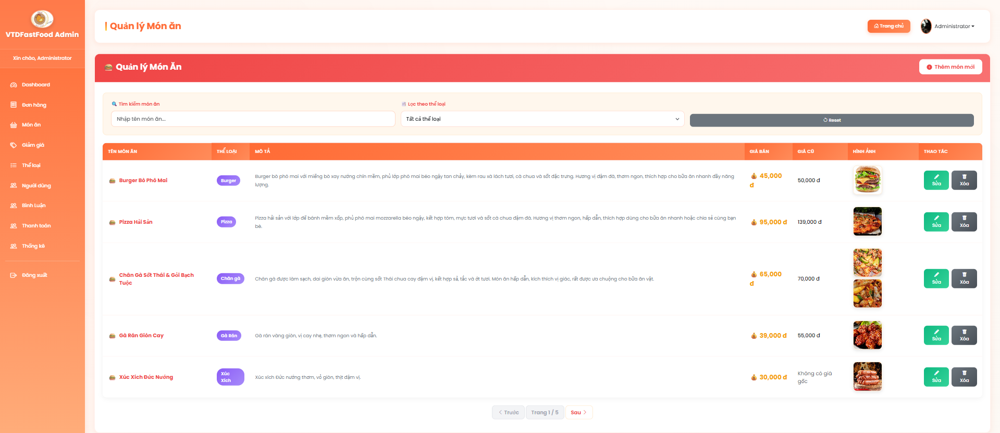 VTDFastFood Admin
Xin chào, Administrator
Dashboard
Đơn hàng
Món ăn
Giảm giá
Thể loại
Người dùng
Bình Luận
Thanh toán
Thống kê
Đăng xuất
Quản lý Món ăn
Trang chủ
Administrator
Quản lý Món Ăn
Thêm món mới
Tìm kiếm món ăn
Nhập tên món ăn...
Lọc theo thể loại
Tất cả thể loại
Reset
TÊN MÓN ĂN THỂ LOẠI MÔ TẢ GIÁ BÁN GIÁ CŨ HÌNH ẢNH THAO TÁC
Burger Bò Phô Mai
Burger
Burger bò phô mai với miếng bò xay nướng chín mềm, phủ lớp phô mai béo ngậy tan chảy, kèm rau xà lách tươi, cà chua và sốt đặc trưng. Hương vị đậm đà, thơm ngon, thích hợp cho bữa ăn nhanh đầy năng
lượng.
45,000
đ
50,000 đ
Sửa
Xóa
Pizza Hải Sản
Pizza
Pizza hải sản với lớp đế bánh mềm xốp, phủ phô mai mozzarella béo ngậy, kết hợp tôm, mực tươi và sốt cà chua đậm đà. Hương vị thơm ngon, hấp dẫn, thích hợp dùng cho bữa ăn nhanh hoặc chia sẻ cùng bạn
bè.
95,000 đ
139,000 đ
Sửa
Xóa
Chân Gà Sốt Thái & Gỏi Bạch
Tuộc
Chân gà
Chân gà được làm sạch, dai giòn vừa ăn, trộn cùng sốt Thái chua cay đậm vị, kết hợp sả, tắc và ớt tươi. Món ăn hấp dẫn, kích thích vị giác, rất được ưa chuộng cho bữa ăn vặt.
65,000
đ
70,000 đ
Sửa
Xóa
Gà Rán Giòn Cay
Gà Rán
Gà rán vàng giòn, vị cay nhẹ, thơm ngon và hấp dẫn.
39,000 đ
55,000 đ
Sửa
Xóa
Xúc Xích Đức Nướng
Xúc
Xích
Xúc xích Đức nướng thơm, vỏ giòn, thịt đậm vị.
30,000 đ
Không có giá
gốc
Sửa
Xóa
Trước
Trang 1 / 5
Sau